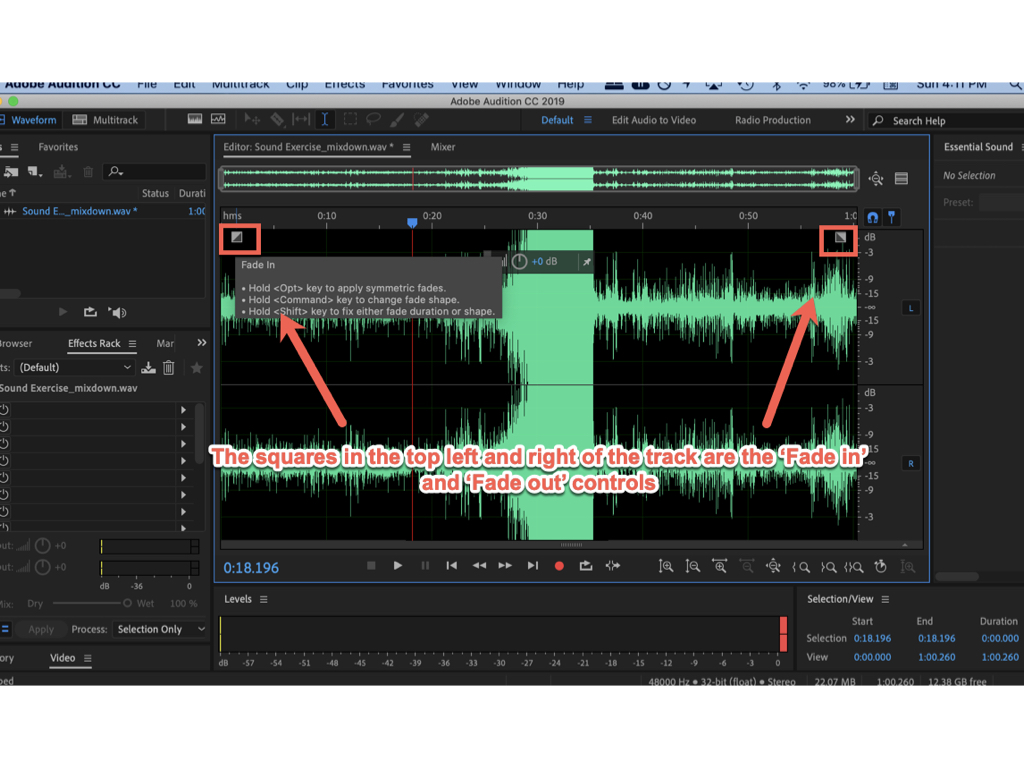 Adobe Audition CC File Edit Multitrack Clip Effects Favorites View Window Help 98% Sun 4:11 PM
Adobe Audition CC 2019
Waveform Multitrack Default Edit Audio to Video Radio Production Search Help
Favorites
Editor: Sound Exercise_mixdown.wav * Mixer
Essential Sound
No Selection
Preset:
Status Durati
Sound E..._mixdown.wav * 1:00
hms 0:10 0:20 0:30 0:40 0:50 1:0
dB
-3
-9
-15
-∞
-15
-9
-3
L
Fade In
• Hold <Opt> key to apply symmetric fades.
• Hold <Command> key to change fade shape.
• Hold <Shift> key to fix either fade duration or shape.
+0 dB
rowser Effects Rack Mar
ts: (Default)
Sound Exercise_mixdown.wav
dB
-3
-9
-∞
-15
-9
-3
R
The squares in the top left and right of the track are the ‘Fade in’
and ‘Fade out’ controls
put: +0
out: +0
dB -36 0
Mix: Dry Wet 100 %
Apply Process: Selection Only
ory Video
0:18.196
Levels
dB -57 -54 -51 -48 -45 -42 -39 -36 -33 -30 -27 -24 -21 -18 -15 -12 -9 -6 -3 0
Selection/View
Start End Duration
Selection 0:18.196 0:18.196 0:00.000
View 0:00.000 1:00.260 1:00.260
ped
48000 Hz • 32-bit (float) • Stereo 22.07 MB 1:00.260 12.38 GB free